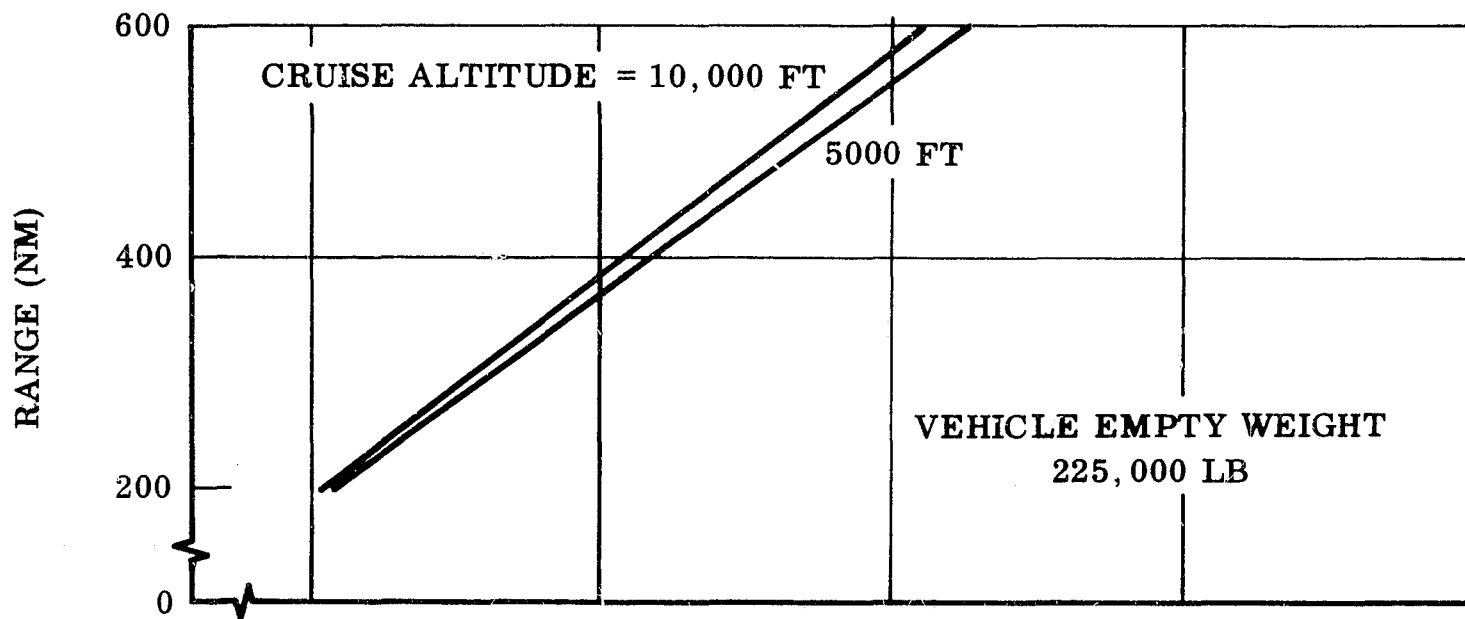 600
CRUISE ALTITUDE = 10,000 FT
5000 FT
RANGE (NM)
400
VEHICLE EMPTY WEIGHT
225,000 LB
200
0